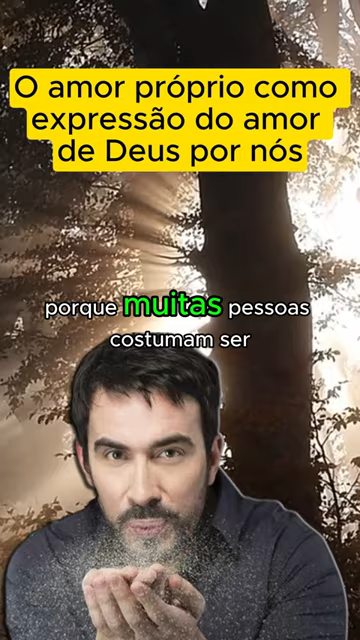 O amor próprio como
expressão do amor
de Deus por nós
porque muitas pessoas
costumam ser